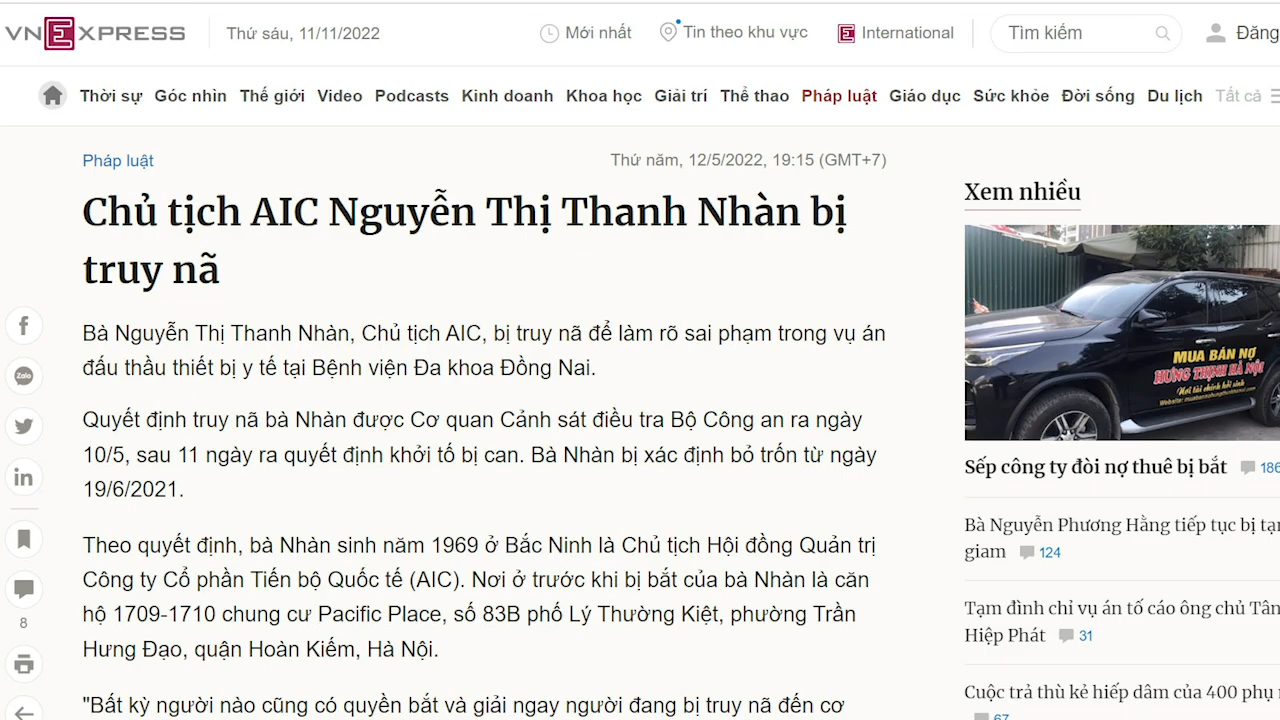 VNEXPRESS
Thứ sáu, 11/11/2022
Mới nhất
Tin theo khu vực
E International
Tìm kiếm
Đăng
Thời sự Góc nhìn Thế giới Video Podcasts Kinh doanh Khoa học Giải trí Thể thao Pháp luật Giáo dục Sức khỏe Đời sống Du lịch Tất cả
Pháp luật
Thứ năm, 12/5/2022, 19:15 (GMT+7)
Chủ tịch AIC Nguyễn Thị Thanh Nhàn bị
truy nã
Bà Nguyễn Thị Thanh Nhàn, Chủ tịch AIC, bị truy nã để làm rõ sai phạm trong vụ án
đấu thầu thiết bị y tế tại Bệnh viện Đa khoa Đồng Nai.
Quyết định truy nã bà Nhàn được Cơ quan Cảnh sát điều tra Bộ Công an ra ngày
10/5, sau 11 ngày ra quyết định khởi tố bị can. Bà Nhàn bị xác định bỏ trốn từ ngày
19/6/2021.
Theo quyết định, bà Nhàn sinh năm 1969 ở Bắc Ninh là Chủ tịch Hội đồng Quản trị
Công ty Cổ phần Tiến bộ Quốc tế (AIC). Nơi ở trước khi bị bắt của bà Nhàn là căn
hộ 1709-1710 chung cư Pacific Place, số 83B phố Lý Thường Kiệt, phường Trần
Hưng Đạo, quận Hoàn Kiếm, Hà Nội.
"Bất kỳ người nào cũng có quyền bắt và giải ngay người đang bị truy nã đến cơ
Zalo
8
Xem nhiều
MUA BÁN NỢ
HƯNG THỊNH HÀ NỘI
Nơi tài chính hồi sinh
Sếp công ty đòi nợ thuê bị bắt 186
Bà Nguyễn Phương Hằng tiếp tục bị tạm
giam 124
Tạm đình chỉ vụ án tố cáo ông chủ Tân
Hiệp Phát 31
Cuộc trả thù kẻ hiếp dâm của 400 phụ
67